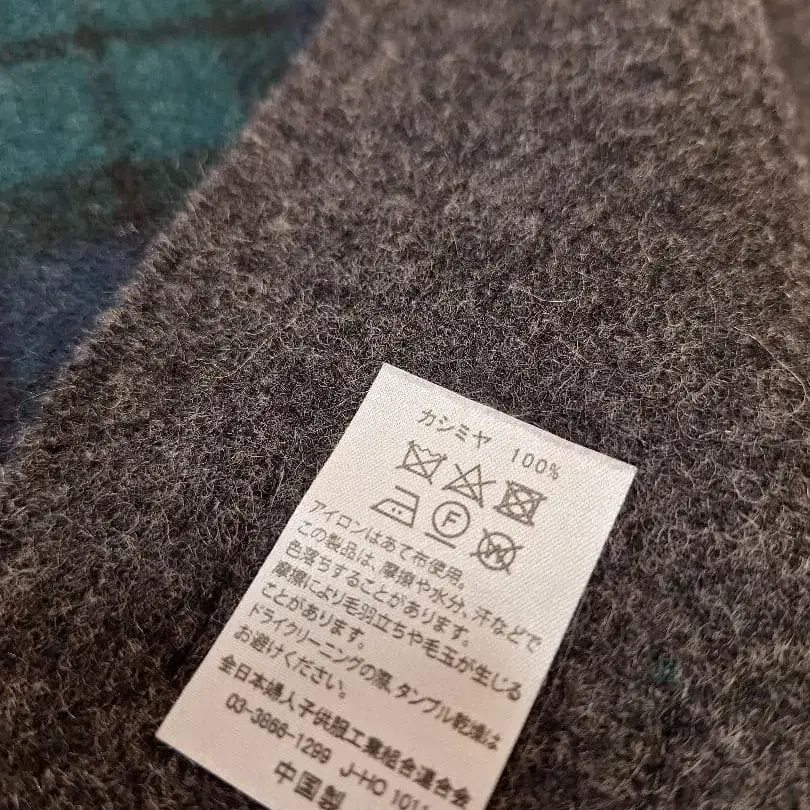 カシミヤ 100%
F
W
アイロンはあて布使用。
この製品は、摩擦や水分、汗などで
色落ちすることがあります。
摩擦により毛羽立ちや毛玉が生じる
ことがあります。
ドライクリーニングの際、タンブル乾燥は
お避けください。
全日本婦人子供服工業組合連合会
03-3868-1299 J-HO 1011
中国製